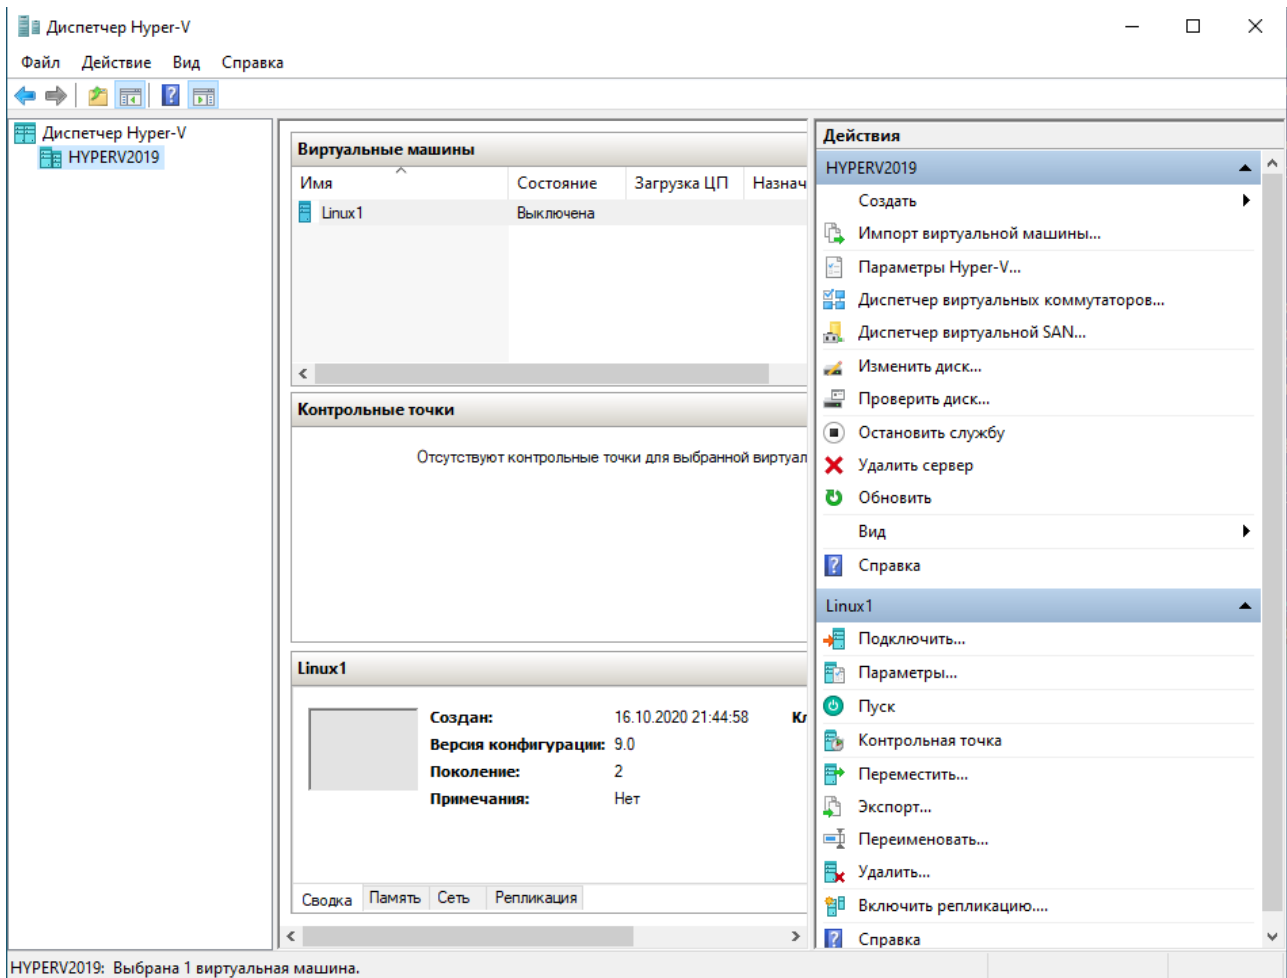 Диспетчер Hyper-V
Файл Действие Вид Справка
Диспетчер Hyper-V
HYPERV2019
Виртуальные машины
Имя Состояние Загрузка ЦП Назнач
Linux1 Выключена
Контрольные точки
Отсутствуют контрольные точки для выбранной виртуал
Linux1
Создан: 16.10.2020 21:44:58 Кл
Версия конфигурации: 9.0
Поколение: 2
Примечания: Нет
Сводка Память Сеть Репликация
Действия
HYPERV2019
Создать
Импорт виртуальной машины...
Параметры Hyper-V...
Диспетчер виртуальных коммутаторов...
Диспетчер виртуальной SAN...
Изменить диск...
Проверить диск...
Остановить службу
Удалить сервер
Обновить
Вид
Справка
Linux1
Подключить...
Параметры...
Пуск
Контрольная точка
Переместить...
Экспорт...
Переименовать...
Удалить...
Включить репликацию....
Справка
HYPERV2019: Выбрана 1 виртуальная машина.